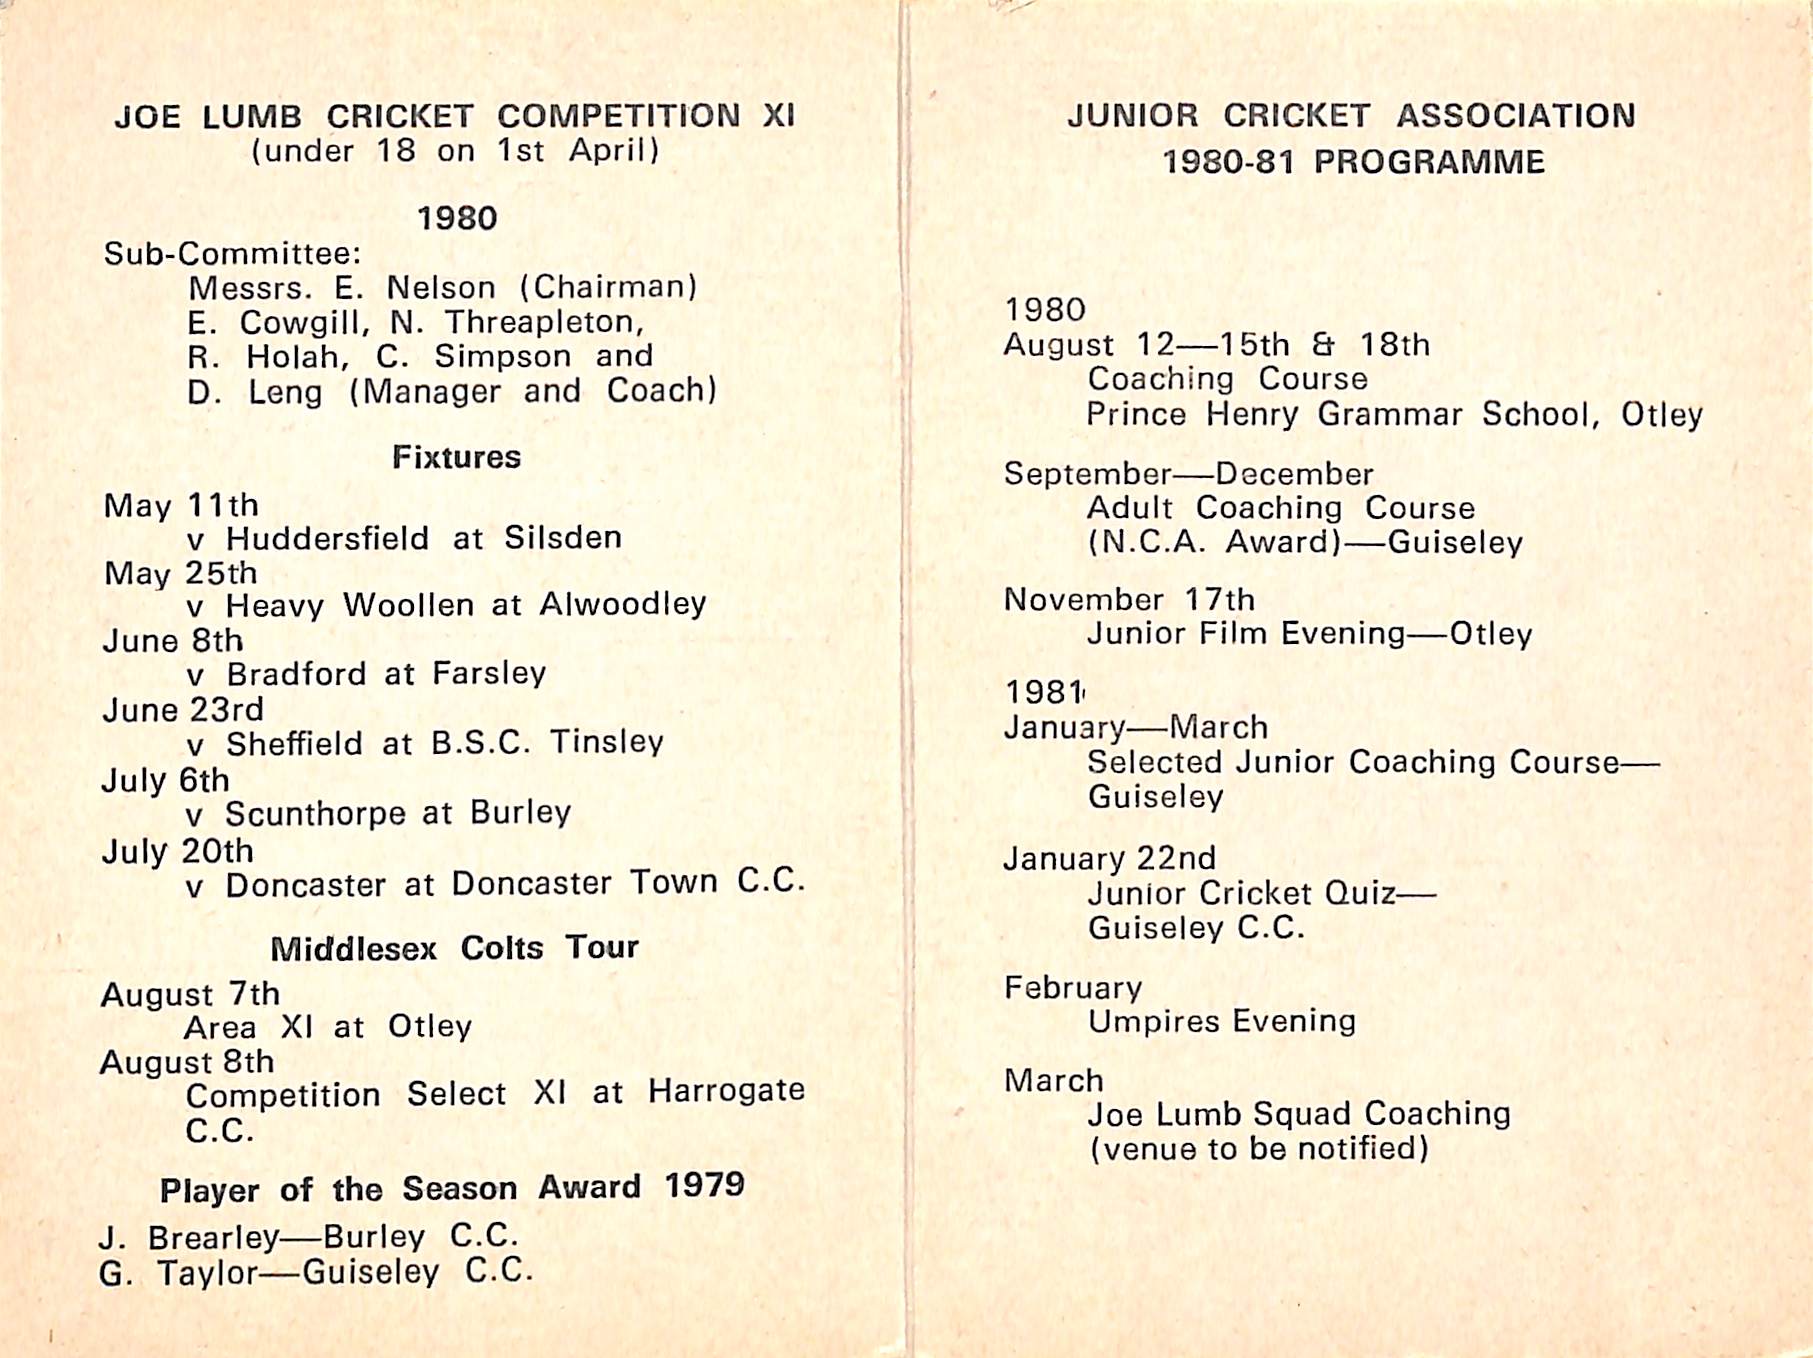 JOE LUMB CRICKET COMPETITION XI
(under 18 on 1st April)
1980
Sub-Committee:
Messrs. E. Nelson (Chairman)
E. Cowgill, N. Threapleton,
R. Holah, C. Simpson and
D. Leng (Manager and Coach)
Fixtures
May 11th
v Huddersfield at Silsden
May 25th
v Heavy Woollen at Alwoodley
June 8th
v Bradford at Farsley
June 23rd
v Sheffield at B.S.C. Tinsley
July 6th
v Scunthorpe at Burley
July 20th
v Doncaster at Doncaster Town C.C.
Middlesex Colts Tour
August 7th
Area XI at Otley
August 8th
Competition Select XI at Harrogate
C.C.
Player of the Season Award 1979
J. Brearley—Burley C.C.
G. Taylor—Guiseley C.C.
JUNIOR CRICKET ASSOCIATION
1980-81 PROGRAMME
1980
August 12—15th & 18th
Coaching Course
Prince Henry Grammar School, Otley
September—December
Adult Coaching Course
(N.C.A. Award)—Guiseley
November 17th
Junior Film Evening—Otley
1981
January—March
Selected Junior Coaching Course—
Guiseley
January 22nd
Junior Cricket Quiz—
Guiseley C.C.
February
Umpires Evening
March
Joe Lumb Squad Coaching
(venue to be notified)